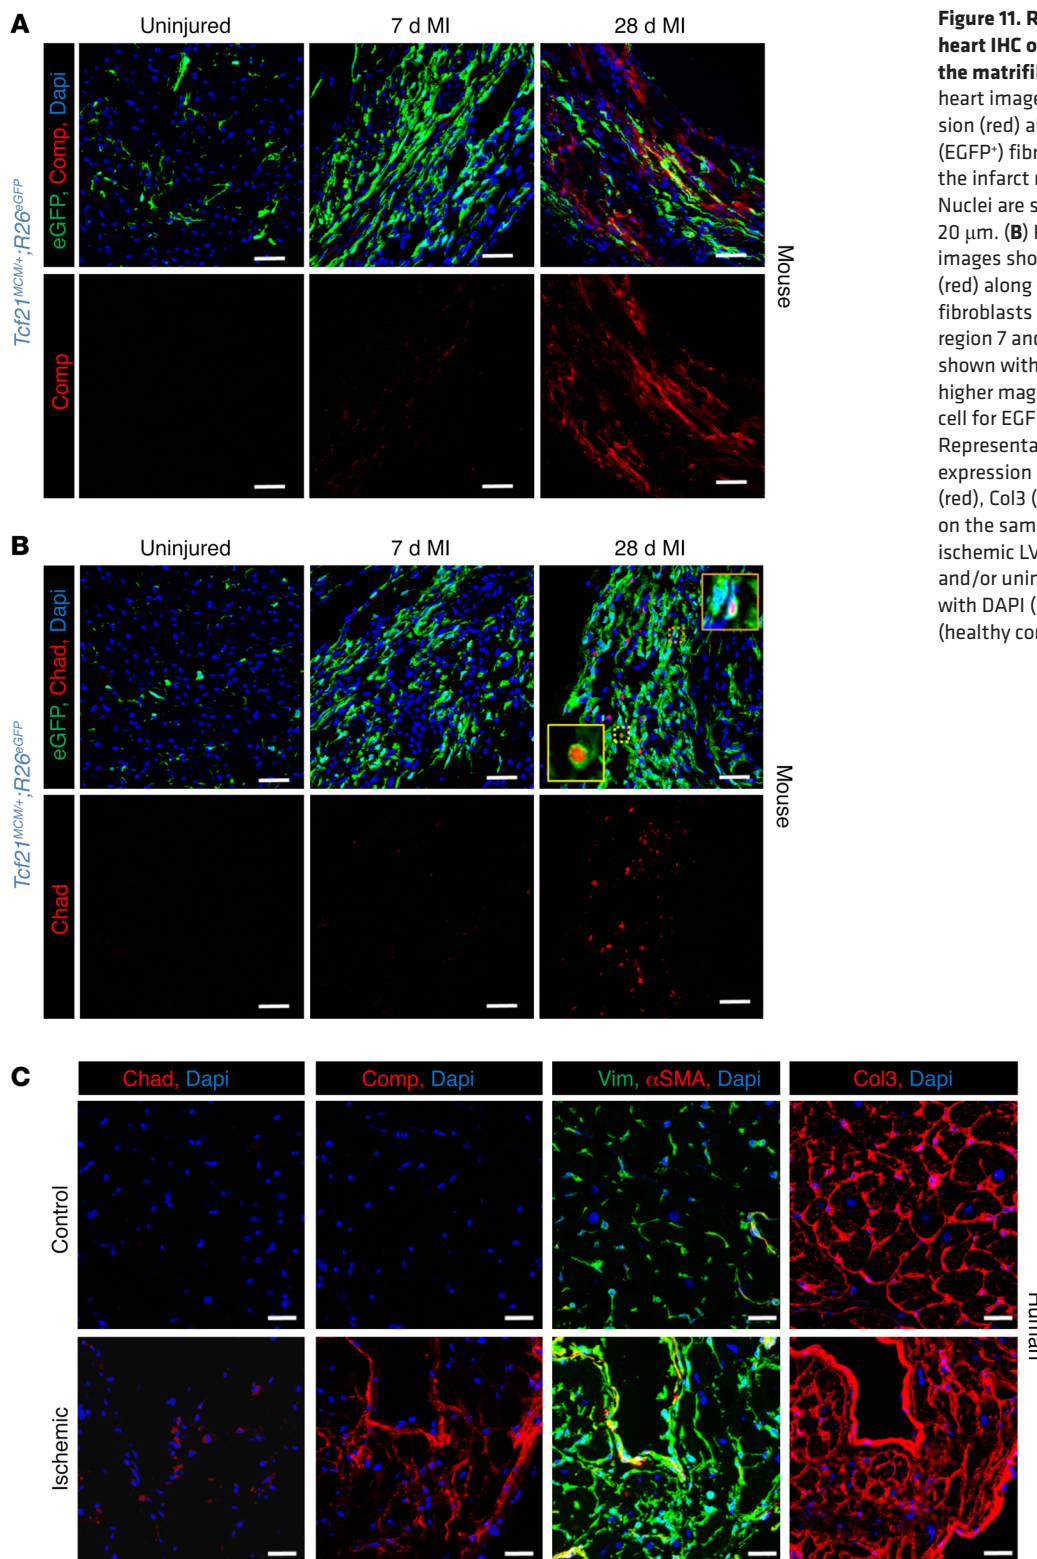 A
Uninjured
7 d MI
28 d MI
Tcf21MCM/+;R26eGFP
eGFP, Comp, Dapi
Comp
Mouse
B
Uninjured
7 d MI
28 d MI
Tcf21MCM/+;R26eGFP
eGFP, Chad, Dapi
Chad
Mouse
C
Chad, Dapi
Comp, Dapi
Vim, αSMA, Dapi
Col3, Dapi
Control
Ischemic
Human
Figure 11. R
heart IHC o
the matrifib
heart image
sion (red) al
(EGFP⁺) fibr
the infarct r
Nuclei are s
20 μm. (B) R
images sho
(red) along
fibroblasts
region 7 and
shown with
higher mag
cell for EGF
Representa
expression
(red), Col3 (
on the sam
ischemic LV
and/or unin
with DAPI (
(healthy cor